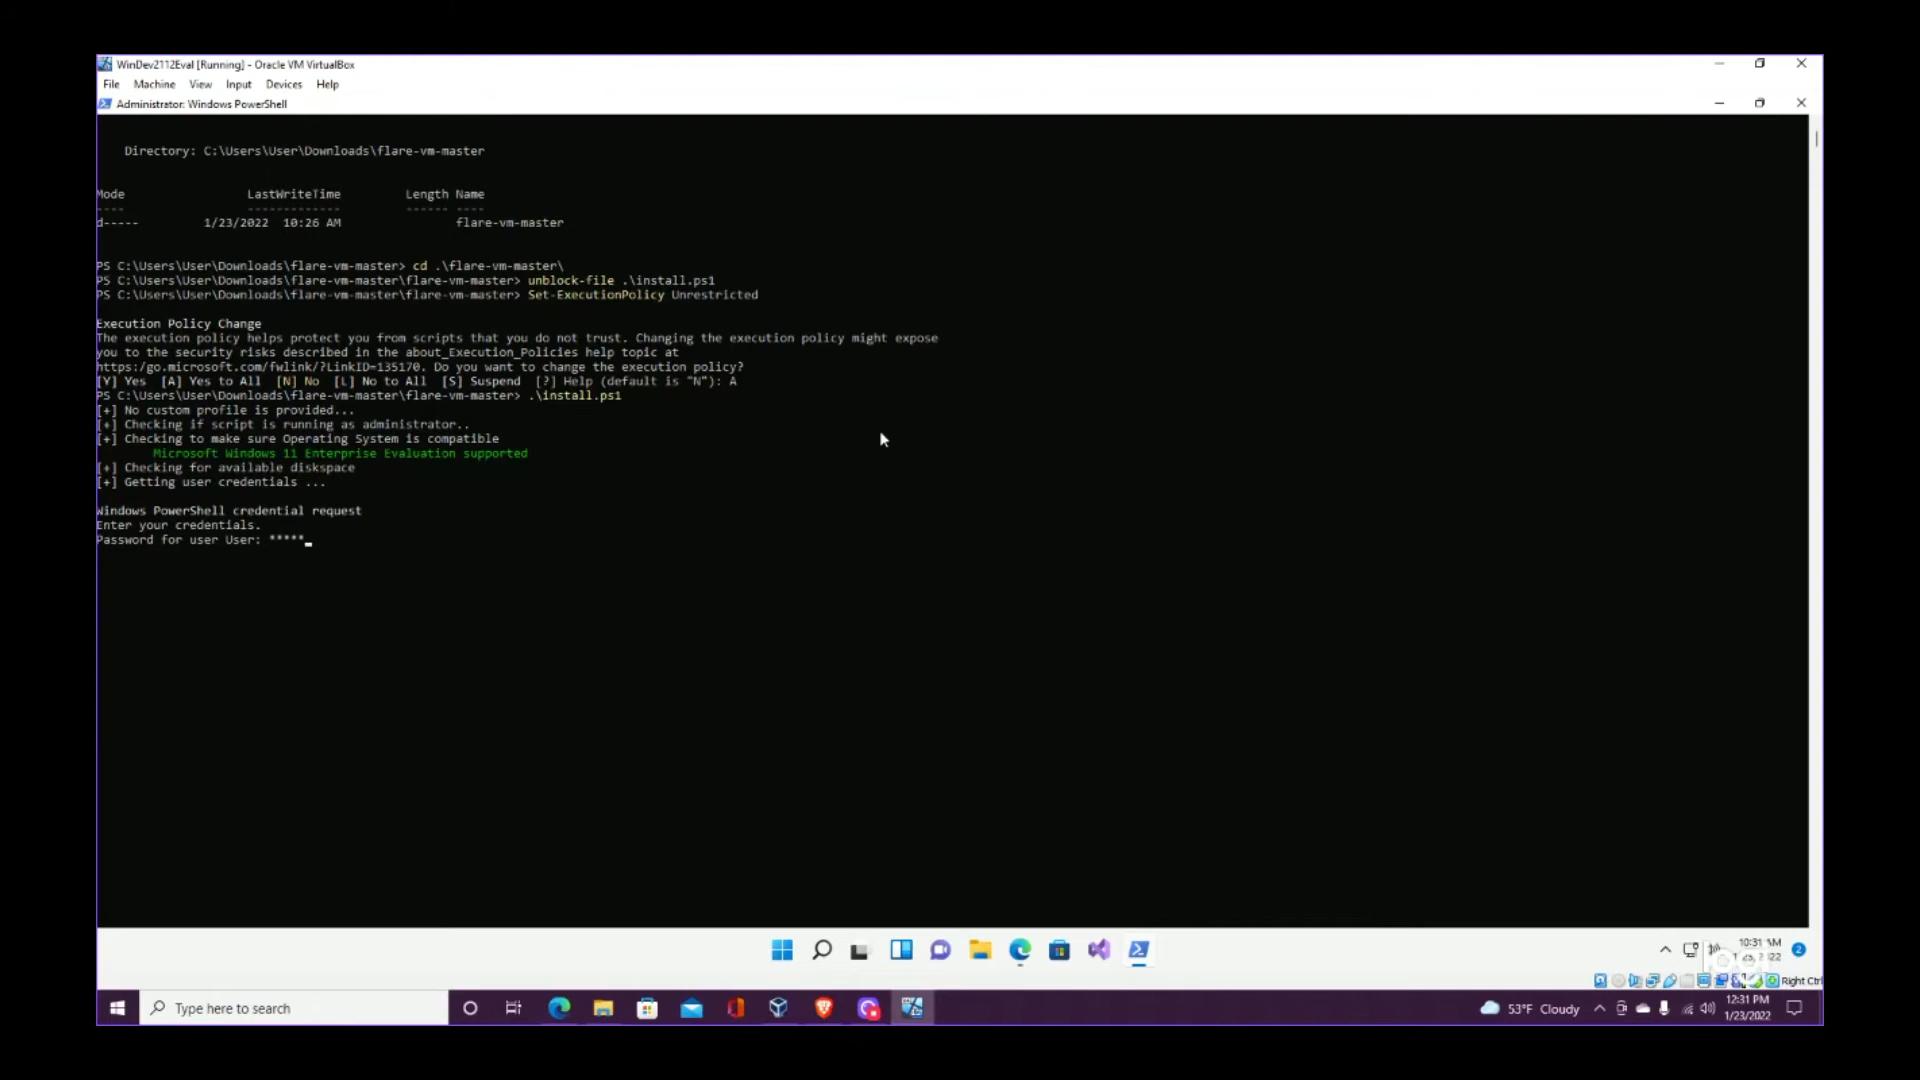 WinDev2112Eval [Running] - Oracle VM VirtualBox
File Machine View Input Devices Help
Administrator: Windows PowerShell
Directory: C:\Users\User\Downloads\flare-vm-master
Mode LastWriteTime Length Name
---- ------------- ------ ----
d----- 1/23/2022 10:26 AM flare-vm-master
PS C:\Users\User\Downloads\flare-vm-master> cd .\flare-vm-master\
PS C:\Users\User\Downloads\flare-vm-master\flare-vm-master> unblock-file .\install.ps1
PS C:\Users\User\Downloads\flare-vm-master\flare-vm-master> Set-ExecutionPolicy Unrestricted
Execution Policy Change
The execution policy helps protect you from scripts that you do not trust. Changing the execution policy might expose
you to the security risks described in the about_Execution_Policies help topic at
https:/go.microsoft.com/fwlink/?LinkID=135170. Do you want to change the execution policy?
[Y] Yes [A] Yes to All [N] No [L] No to All [S] Suspend [?] Help (default is "N"): A
PS C:\Users\User\Downloads\flare-vm-master\flare-vm-master> .\install.ps1
[+] No custom profile is provided...
[+] Checking if script is running as administrator..
[+] Checking to make sure Operating System is compatible
Microsoft Windows 11 Enterprise Evaluation supported
[+] Checking for available diskspace
[+] Getting user credentials ...
Windows PowerShell credential request
Enter your credentials.
Password for user User: *****
10:31 AM
2
Right Ctrl
Type here to search
53°F Cloudy
12:31 PM
1/23/2022